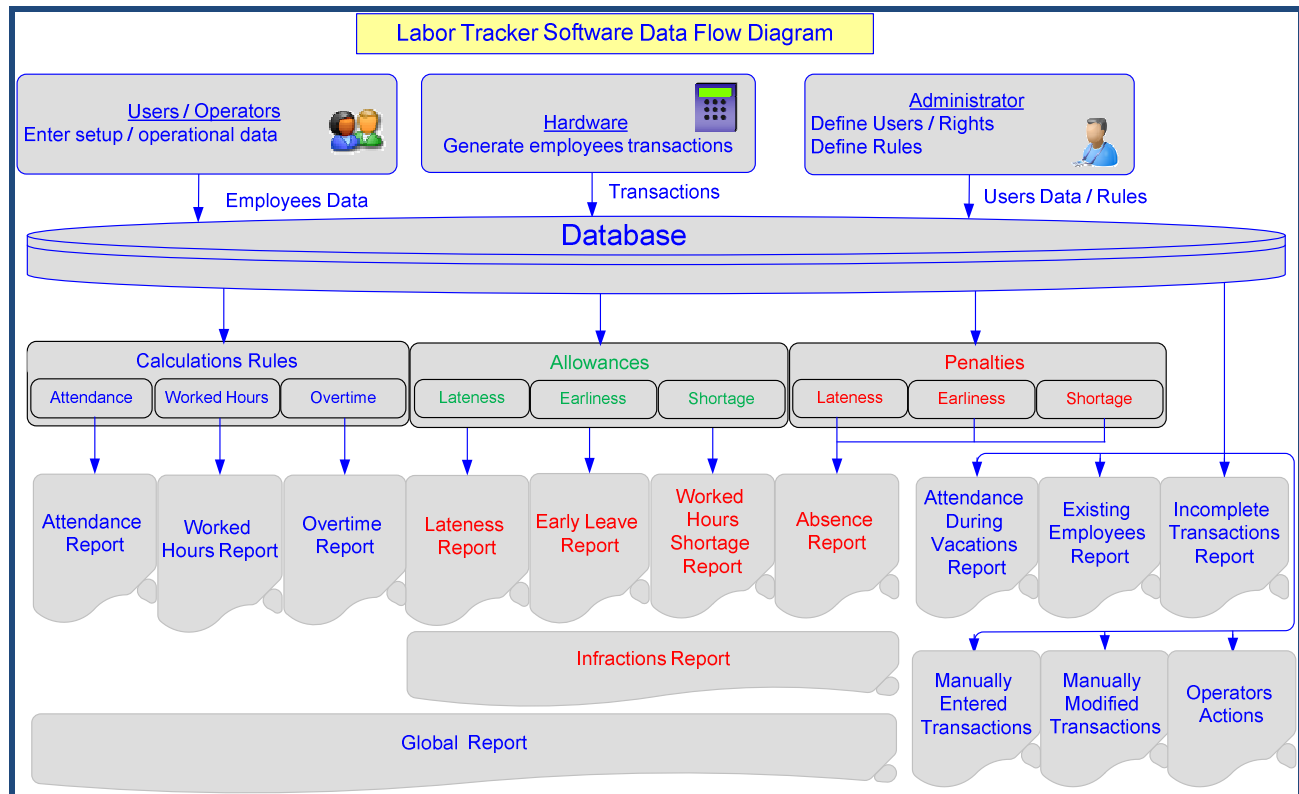 Labor Tracker Software Data Flow Diagram
Users / Operators
Enter setup / operational data
Hardware
Generate employees transactions
Administrator
Define Users / Rights
Define Rules
Employees Data
Transactions
Users Data / Rules
Database
Calculations Rules
Attendance
Worked Hours
Overtime
Allowances
Lateness
Earliness
Shortage
Penalties
Lateness
Earliness
Shortage
Attendance
Report
Worked
Hours Report
Overtime
Report
Lateness
Report
Early Leave
Report
Worked
Hours
Shortage
Report
Absence
Report
Attendance
During
Vacations
Report
Existing
Employees
Report
Incomplete
Transactions
Report
Infractions Report
Global Report
Manually
Entered
Transactions
Manually
Modified
Transactions
Operators
Actions